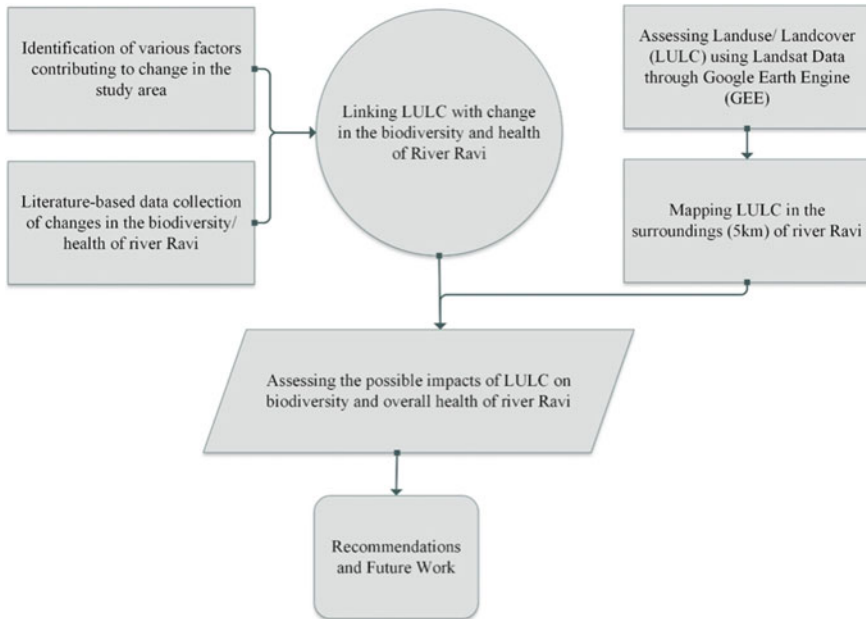 Identification of various factors
contributing to change in the
study area
Literature-based data collection
of changes in the biodiversity/
health of river Ravi
Linking LULC with change
in the biodiversity and health
of River Ravi
Assessing Landuse/ Landcover
(LULC) using Landsat Data
through Google Earth Engine
(GEE)
Mapping LULC in the
surroundings (5km) of river Ravi
Assessing the possible impacts of LULC on
biodiversity and overall health of river Ravi
Recommendations
and Future Work